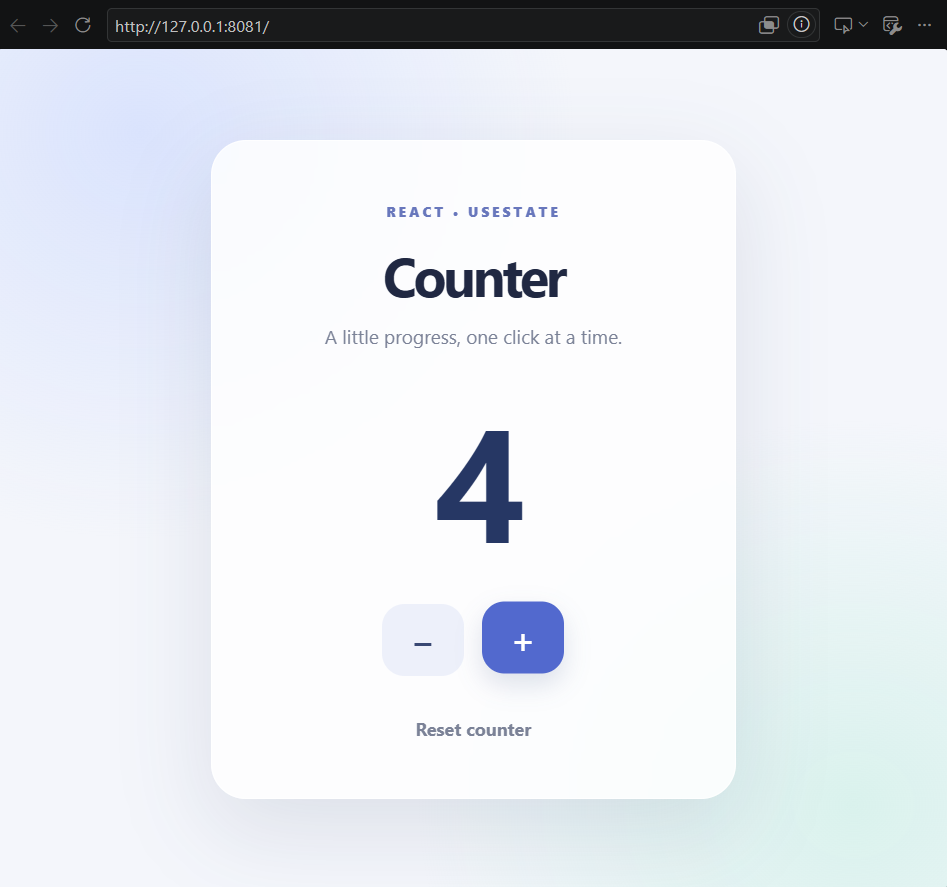 http://127.0.0.1:8081/
REACT • USESTATE
Counter
A little progress, one click at a time.
4
− +
Reset counter